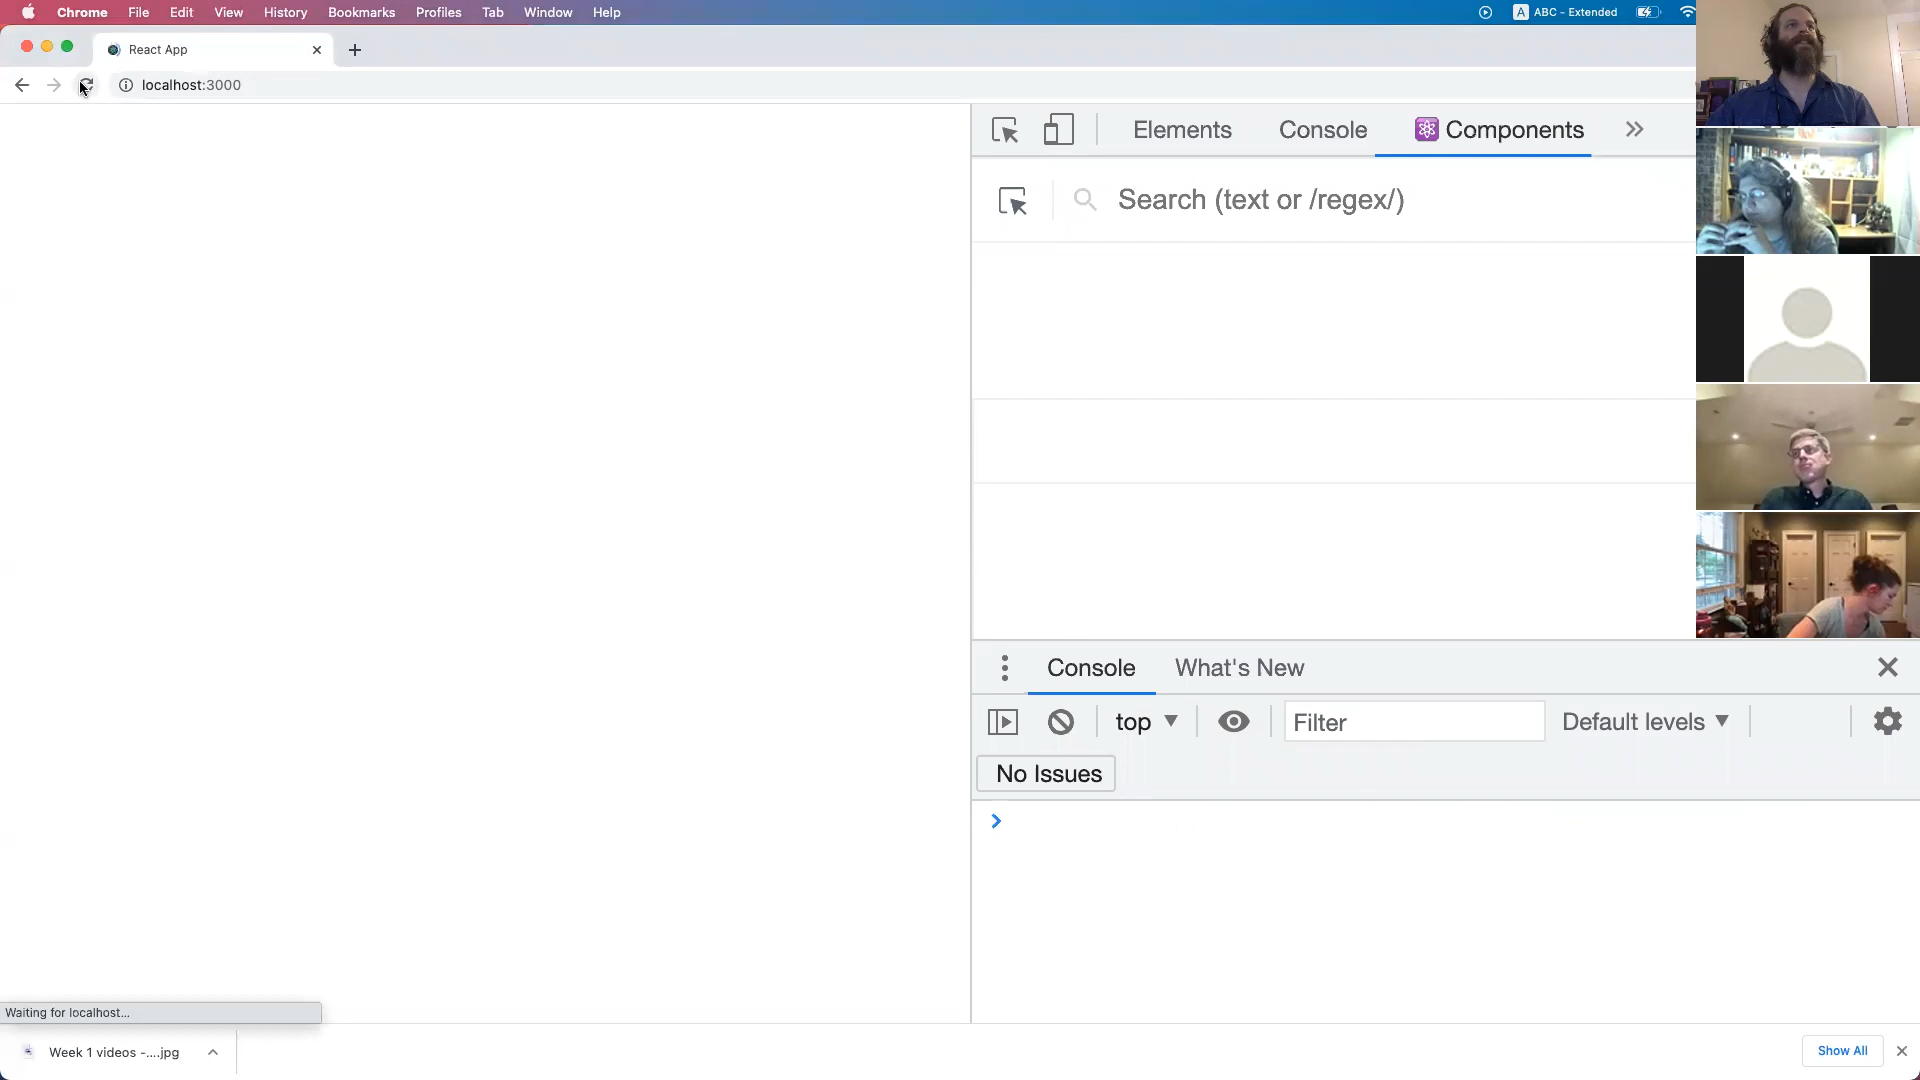 Chrome File Edit View History Bookmarks Profiles Tab Window Help A ABC - Extended
React App
localhost:3000
Elements Console Components
Search (text or /regex/)
Console What's New
top Filter Default levels
No Issues
Waiting for localhost...
Week 1 videos -....jpg Show All